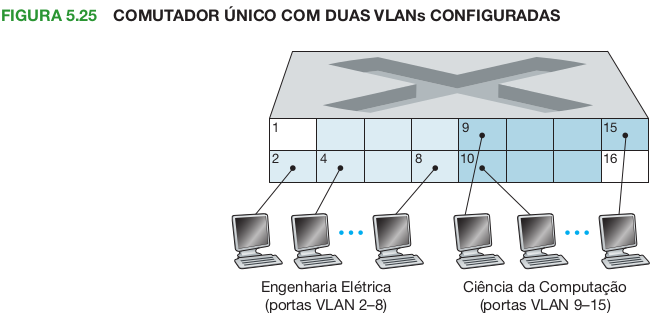 FIGURA 5.25 COMUTADOR ÚNICO COM DUAS VLANs CONFIGURADAS
1 9 15
2 4 8 10 16
Engenharia Elétrica
(portas VLAN 2–8)
Ciência da Computação
(portas VLAN 9–15)